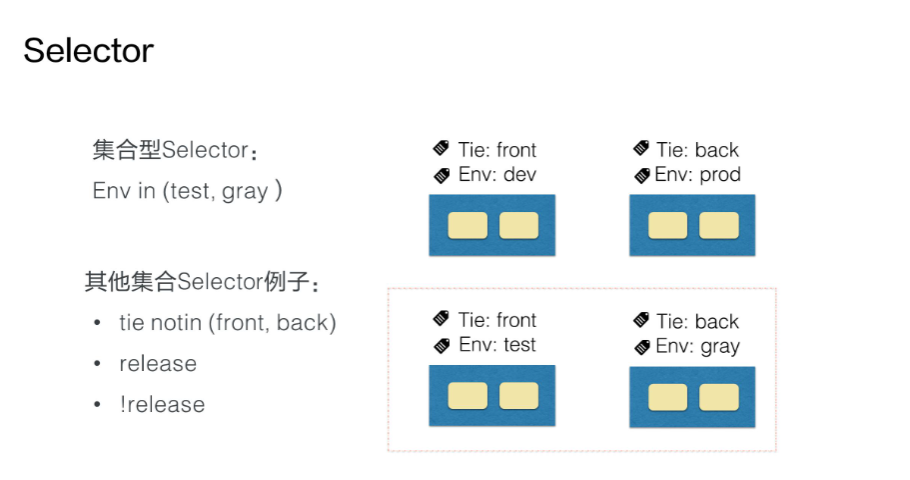 Selector
集合型Selector：
Env in (test, gray )
其他集合Selector例子：
• tie notin (front, back)
• release
• !release
Tie: front
Env: dev
Tie: back
Env: prod
Tie: front
Env: test
Tie: back
Env: gray